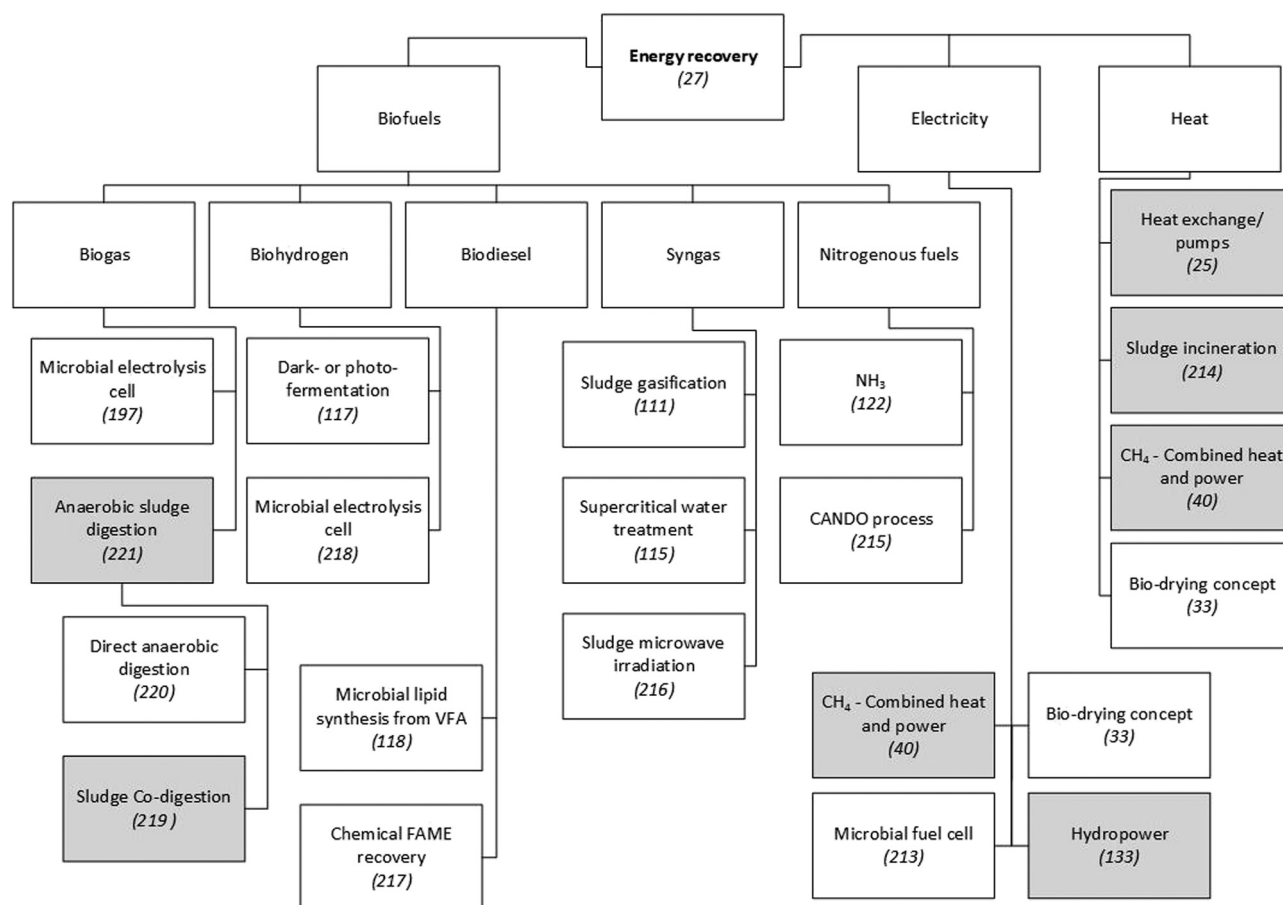 Energy recovery
(27)
Biofuels
Electricity
Heat
Biogas
Biohydrogen
Biodiesel
Syngas
Nitrogenous fuels
Heat exchange/
pumps
(25)
Microbial electrolysis
cell
(197)
Dark- or photo-
fermentation
(117)
Sludge gasification
(111)
NH₃
(122)
Sludge incineration
(214)
Anaerobic sludge
digestion
(221)
Microbial electrolysis
cell
(218)
Supercritical water
treatment
(115)
CANDO process
(215)
CH₄ - Combined heat
and power
(40)
Direct anaerobic
digestion
(220)
Sludge microwave
irradiation
(216)
Bio-drying concept
(33)
Microbial lipid
synthesis from VFA
(118)
CH₄ - Combined heat
and power
(40)
Bio-drying concept
(33)
Sludge Co-digestion
(219 )
Chemical FAME
recovery
(217)
Microbial fuel cell
(213)
Hydropower
(133)